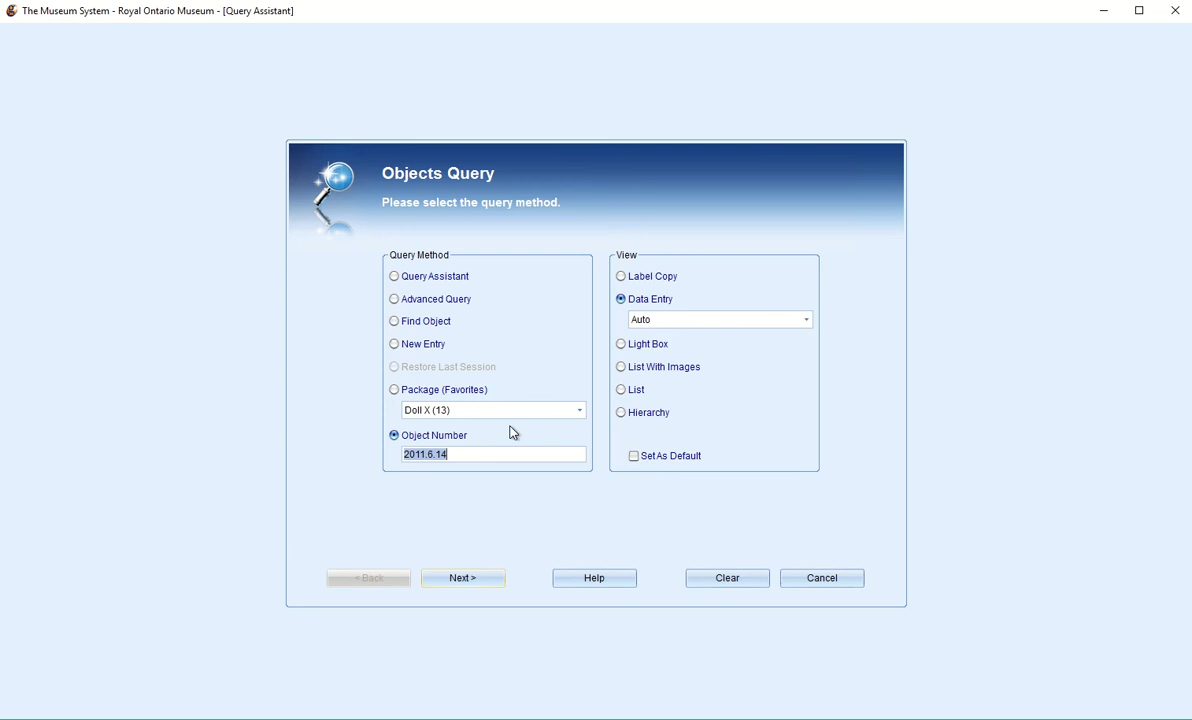 The Museum System - Royal Ontario Museum - [Query Assistant]
Objects Query
Please select the query method.
Query Method
Query Assistant
Advanced Query
Find Object
New Entry
Restore Last Session
Package (Favorites)
Doll X (13)
Object Number
2011.6.14
View
Label Copy
Data Entry
Auto
Light Box
List With Images
List
Hierarchy
Set As Default
< Back
Next >
Help
Clear
Cancel